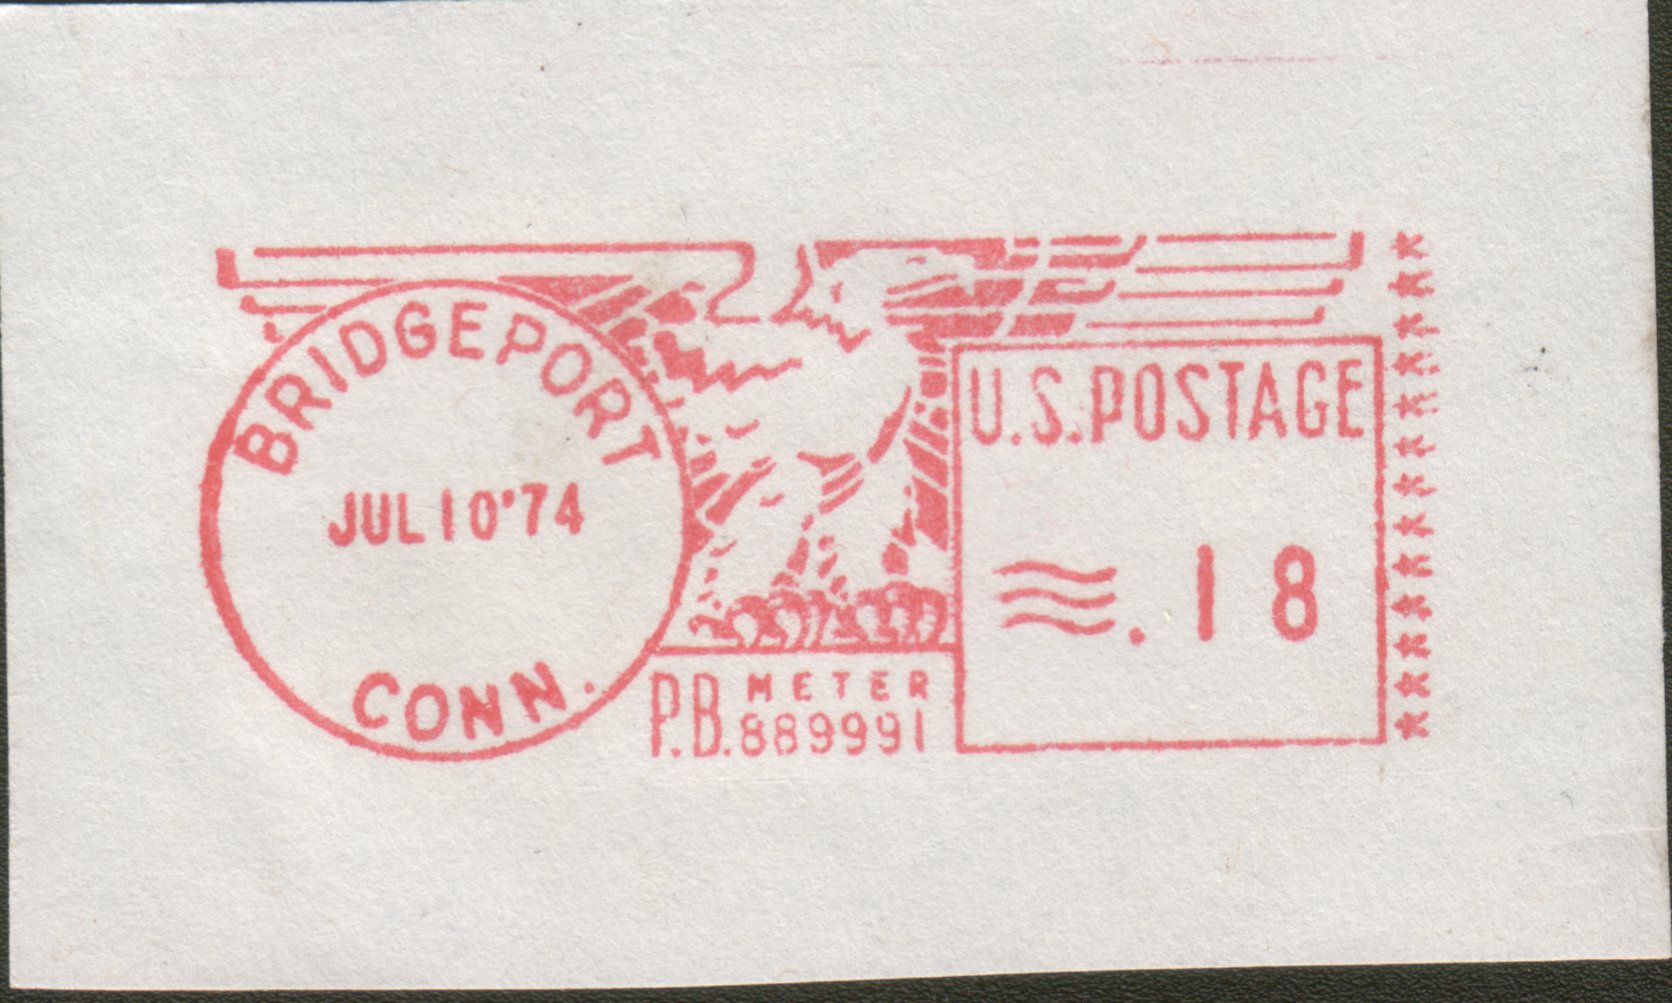 BRIDGEPORT
JUL 10 '74
CONN.
P.B. METER
889991
U.S. POSTAGE
.18